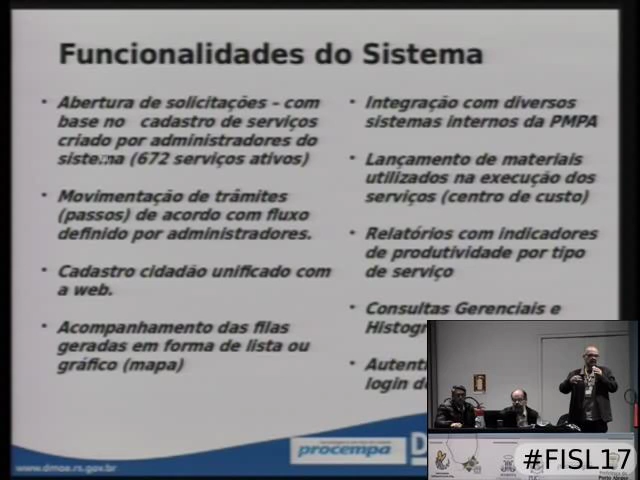 Funcionalidades do Sistema
• Abertura de solicitações – com
base no cadastro de serviços
criado por administradores do
sistema (672 serviços ativos)
• Movimentação de trâmites
(passos) de acordo com fluxo
definido por administradores.
• Cadastro cidadão unificado com
a web.
• Acompanhamento das filas
geradas em forma de lista ou
gráfico (mapa)
• Integração com diversos
sistemas internos da PMPA
• Lançamento de materiais
utilizados na execução dos
serviços (centro de custo)
• Relatórios com indicadores
de produtividade por tipo
de serviço
• Consultas Gerenciais e
• 
login
www.dmae.rs.gov.br
procempa
#FISL17